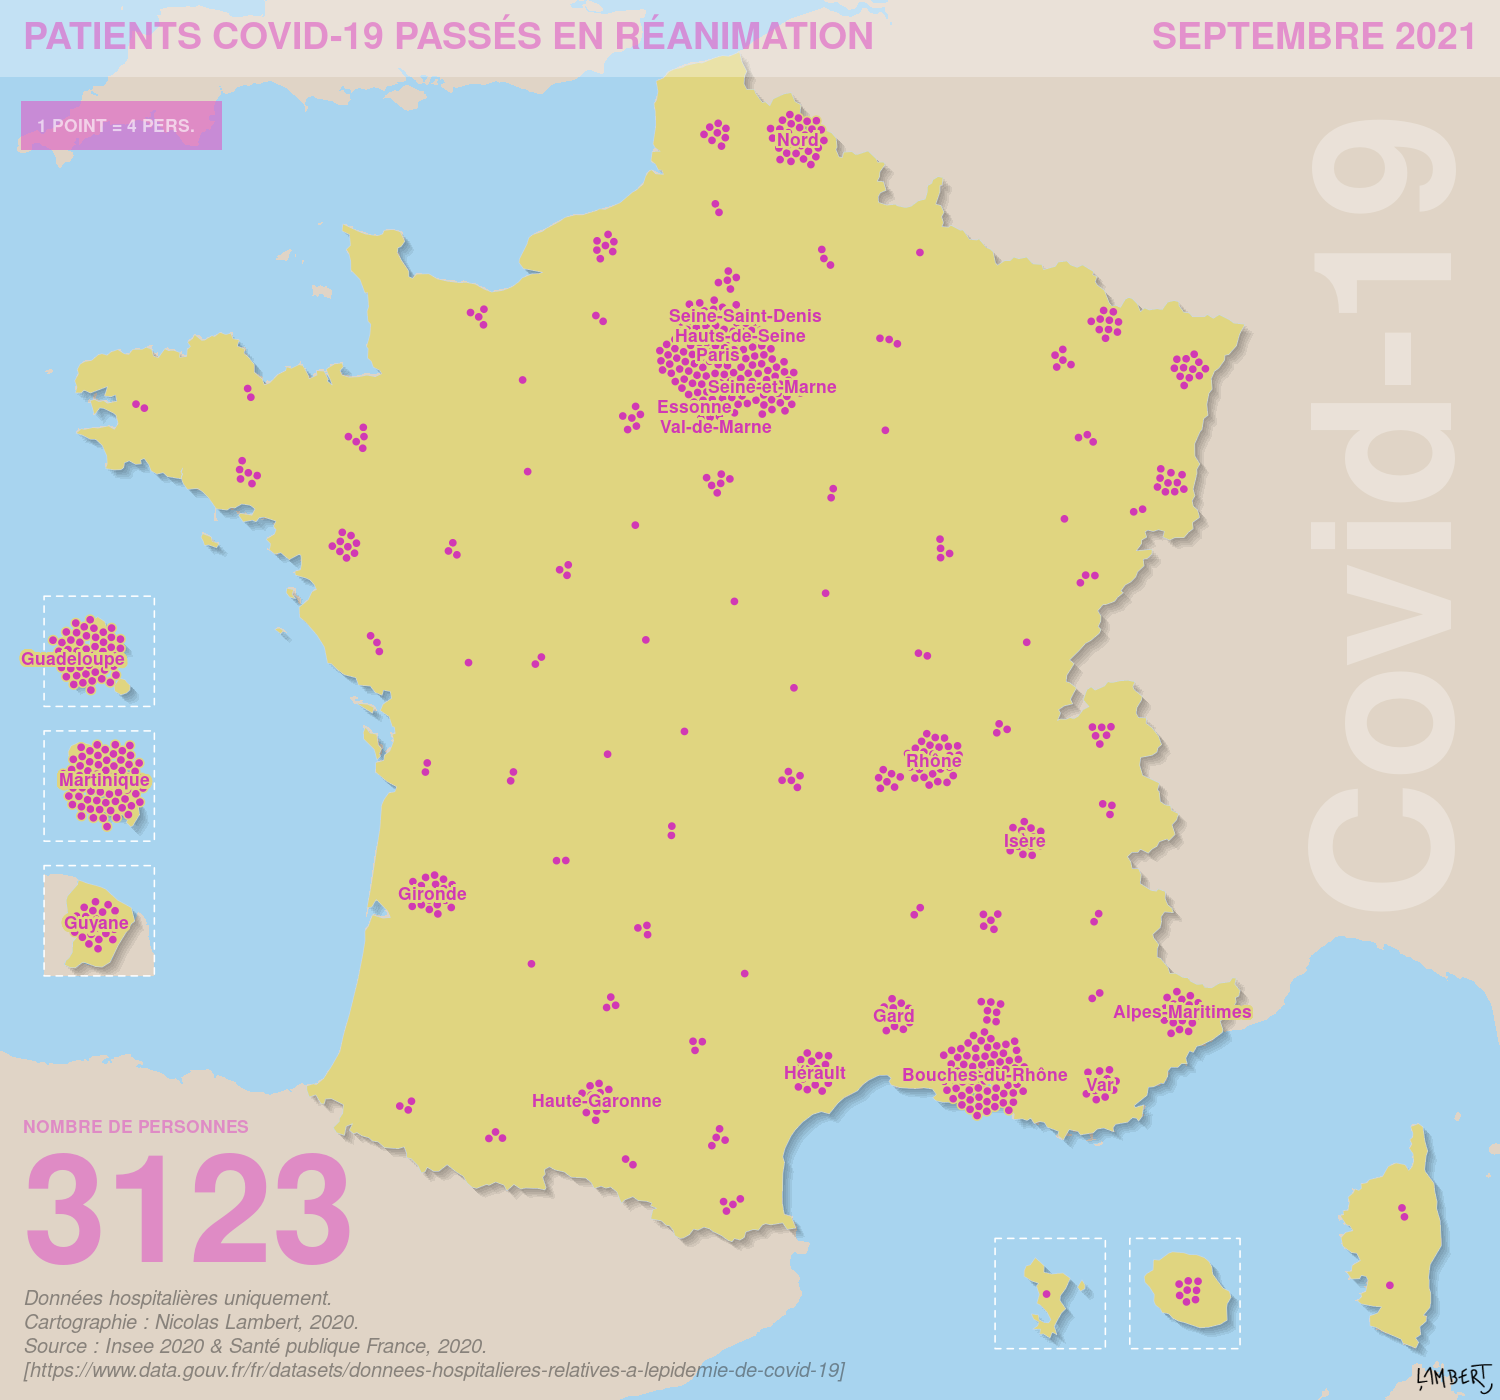 PATIENTS COVID-19 PASSÉS EN RÉANIMATION
SEPTEMBRE 2021
1 POINT = 4 PERS.
Covid-19
Nord
Seine-Saint-Denis
Hauts-de-Seine
Paris
Seine-et-Marne
Essonne
Val-de-Marne
Guadeloupe
Martinique
Guyane
Rhône
Isère
Gironde
Gard
Alpes-Maritimes
Hérault
Bouches-du-Rhône
Var
Haute-Garonne
NOMBRE DE PERSONNES
3123
Données hospitalières uniquement.
Cartographie : Nicolas Lambert, 2020.
Source : Insee 2020 & Santé publique France, 2020.
[https://www.data.gouv.fr/fr/datasets/donnees-hospitalieres-relatives-a-lepidemie-de-covid-19]
LAMBERT